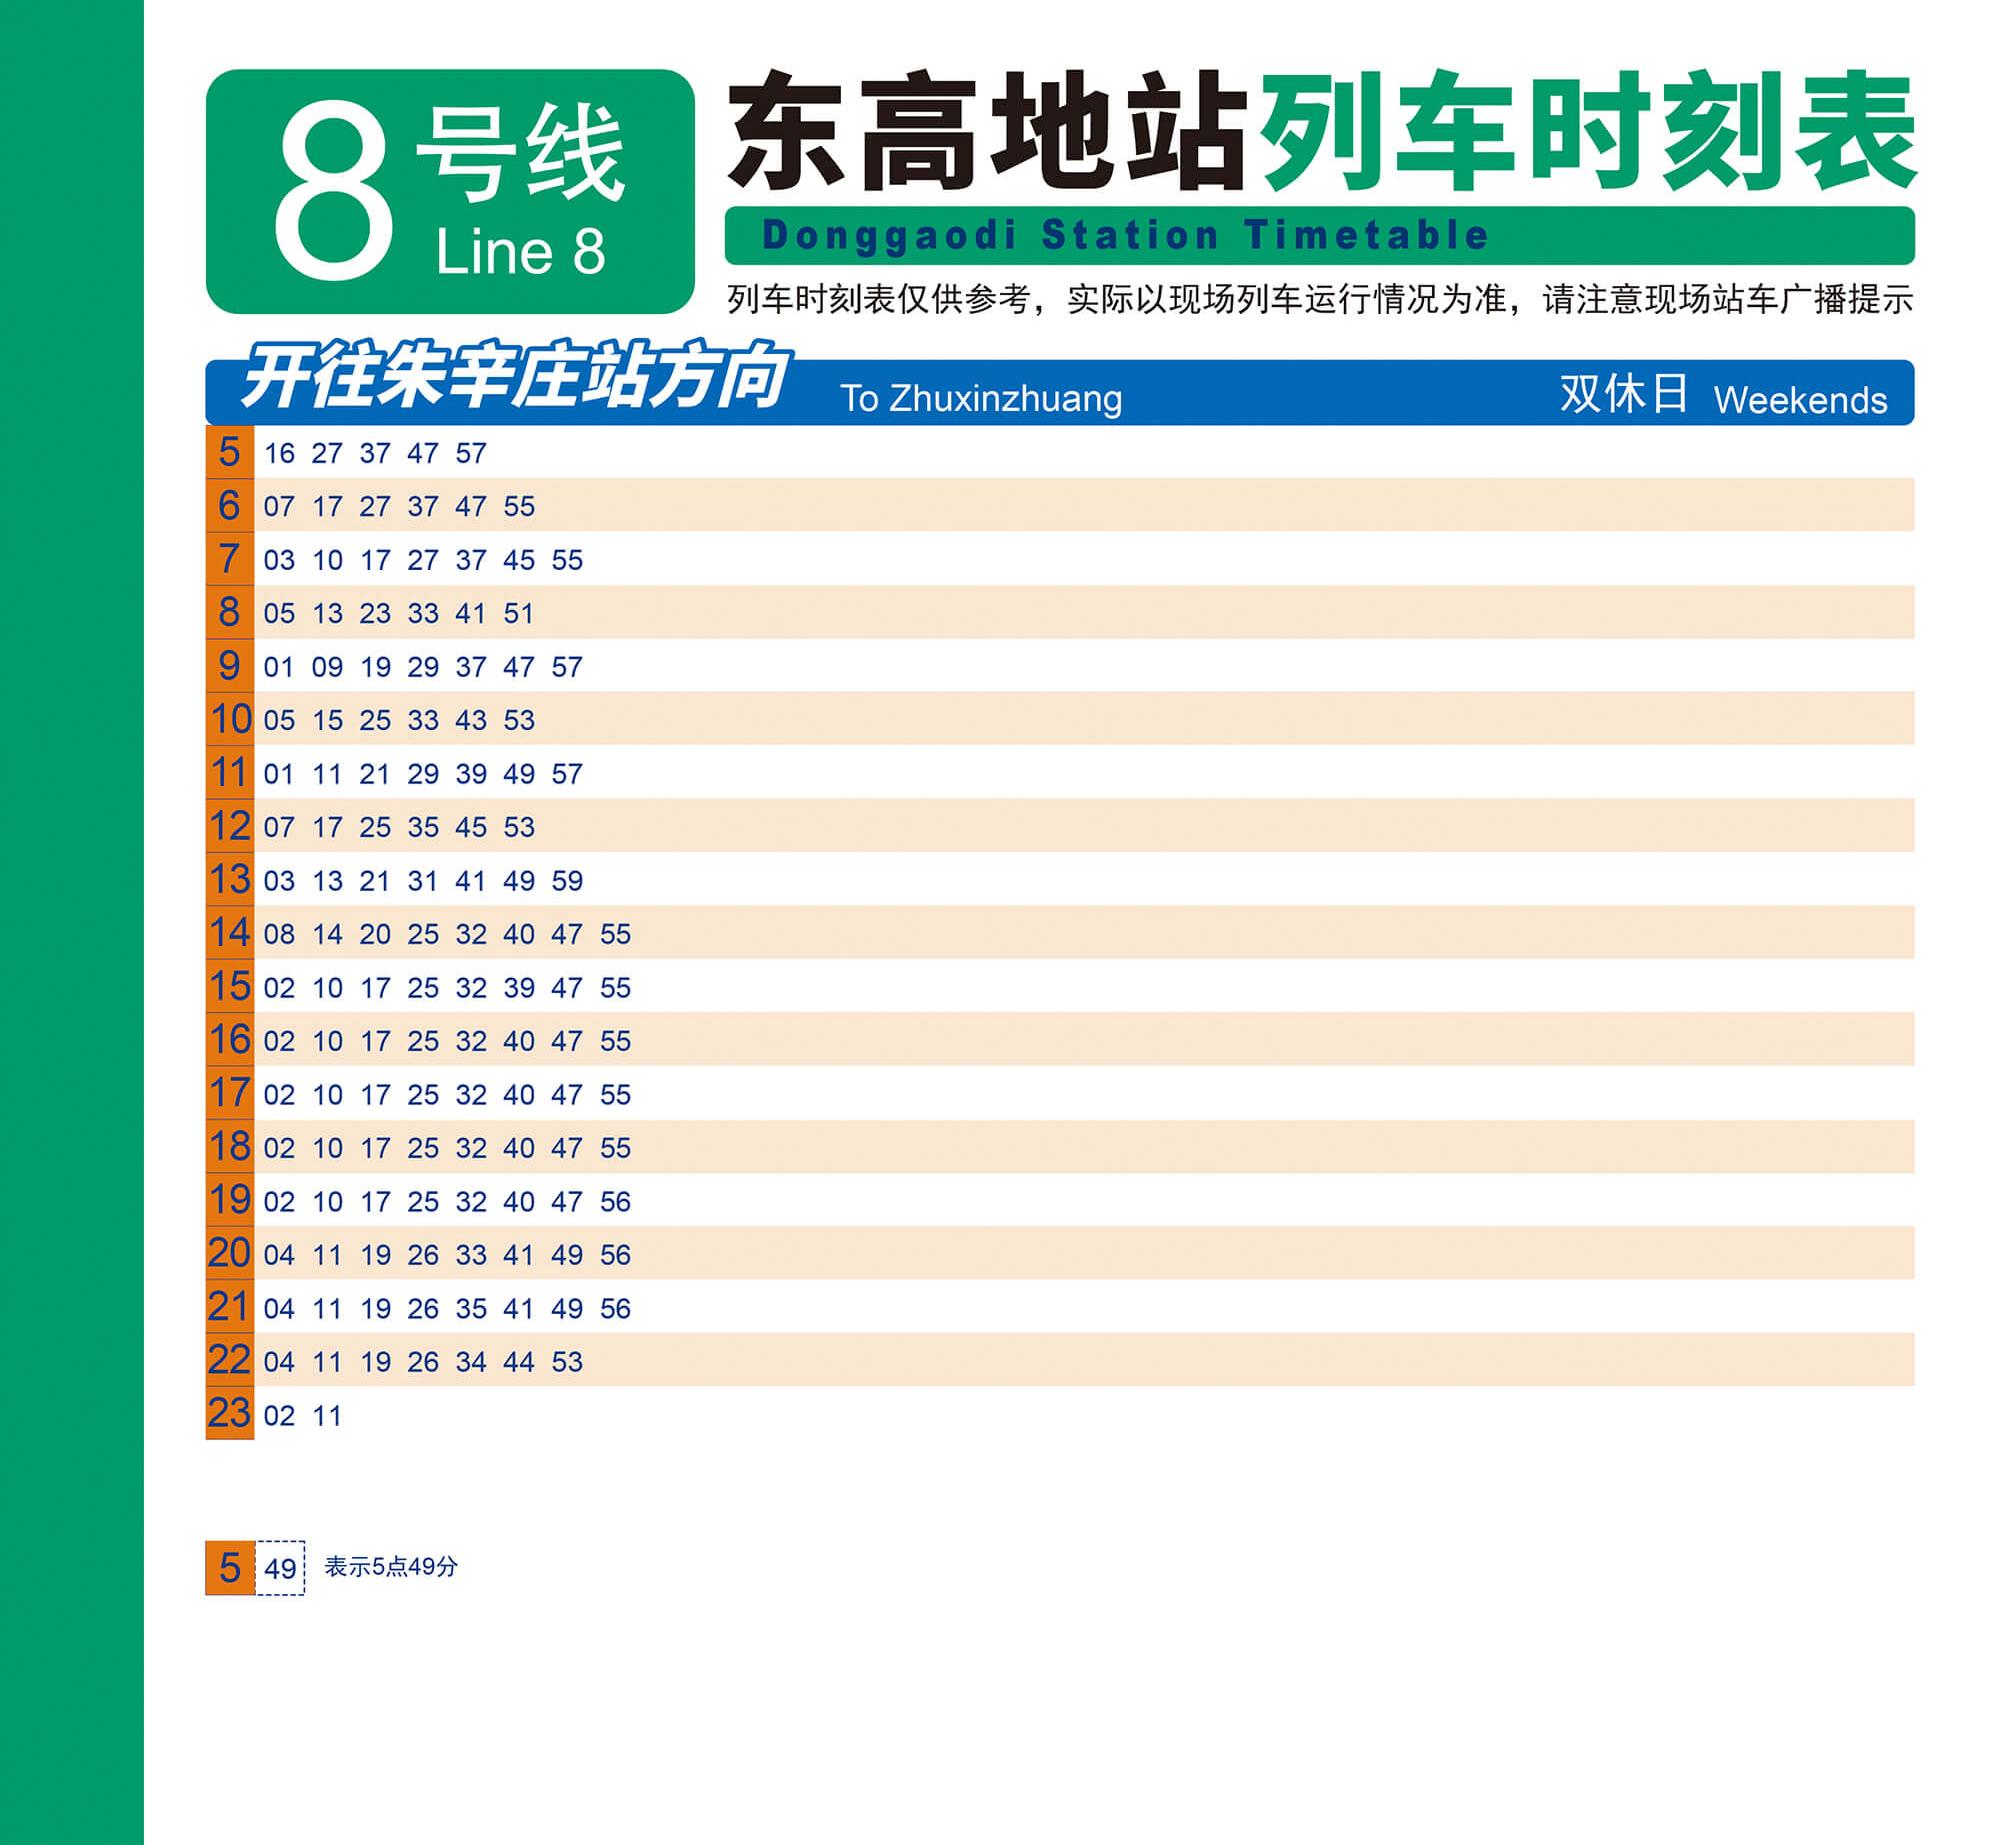 8号线
Line 8
东高地站列车时刻表
Donggaodi Station Timetable
列车时刻表仅供参考，实际以现场列车运行情况为准，请注意现场站车广播提示
开往朱辛庄站方向 To Zhuxinzhuang 双休日 Weekends
5 16 27 37 47 57
6 07 17 27 37 47 55
7 03 10 17 27 37 45 55
8 05 13 23 33 41 51
9 01 09 19 29 37 47 57
10 05 15 25 33 43 53
11 01 11 21 29 39 49 57
12 07 17 25 35 45 53
13 03 13 21 31 41 49 59
14 08 14 20 25 32 40 47 55
15 02 10 17 25 32 39 47 55
16 02 10 17 25 32 40 47 55
17 02 10 17 25 32 40 47 55
18 02 10 17 25 32 40 47 55
19 02 10 17 25 32 40 47 56
20 04 11 19 26 33 41 49 56
21 04 11 19 26 35 41 49 56
22 04 11 19 26 34 44 53
23 02 11
5 49 表示5点49分